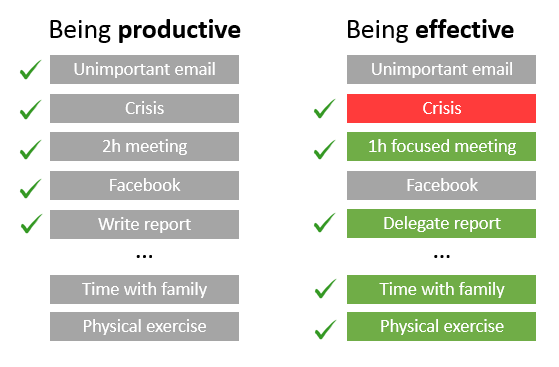 Being productive
Unimportant email
Crisis
2h meeting
Facebook
Write report
...
Time with family
Physical exercise
Being effective
Unimportant email
Crisis
1h focused meeting
Facebook
Delegate report
...
Time with family
Physical exercise